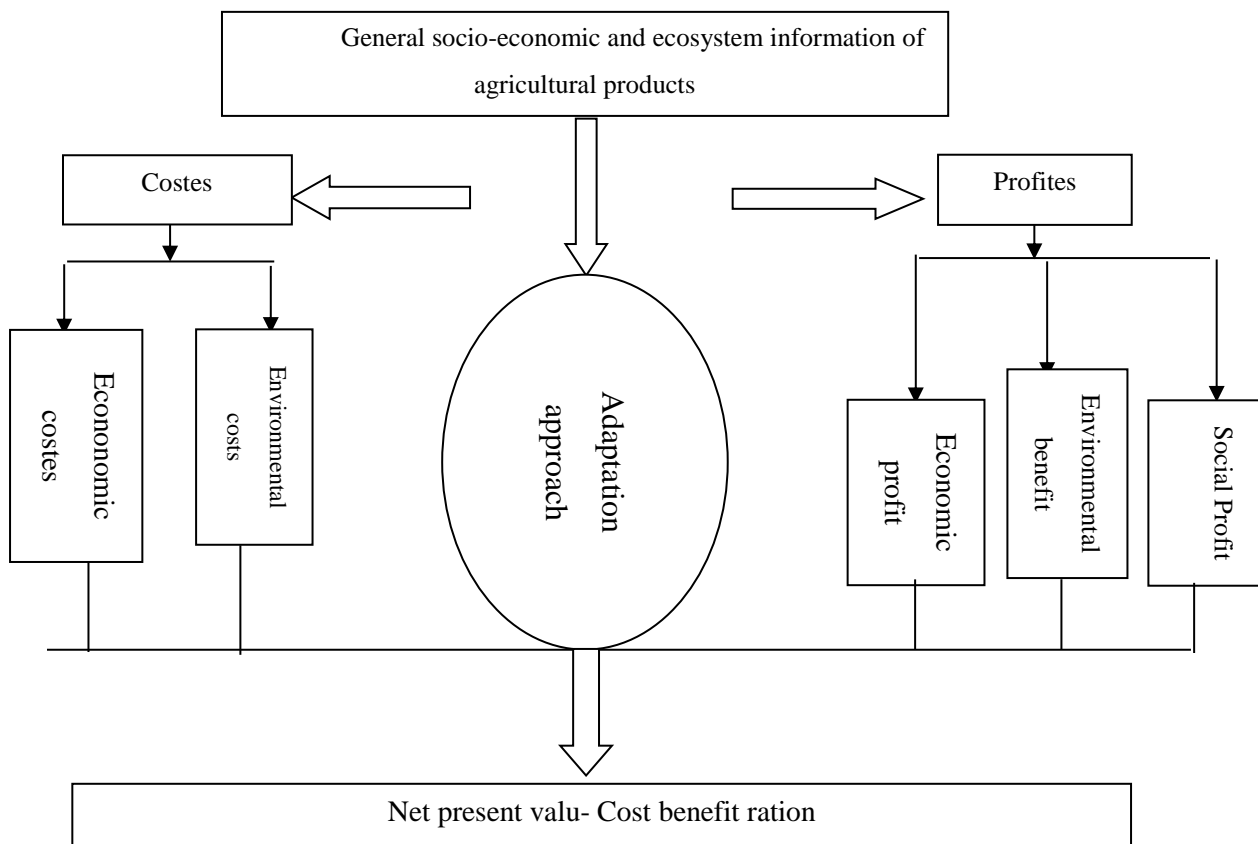 General socio-economic and ecosystem information of
agricultural products
Costes
Profites
Econonomic
costes
Environmental
costs
Adaptation
approach
Economic
profit
Environmental
benefit
Social Profit
Net present valu- Cost benefit ration